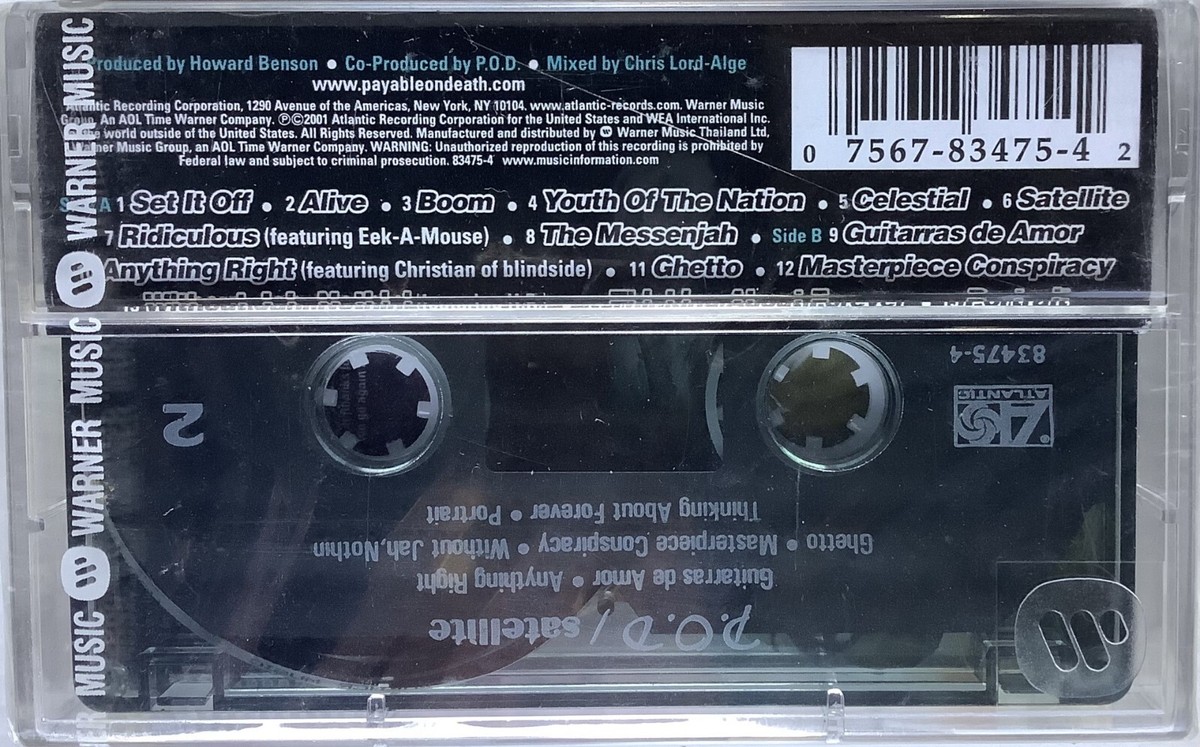 Produced by Howard Benson • Co-Produced by P.O.D. • Mixed by Chris Lord-Alge
www.payableondeath.com
Atlantic Recording Corporation, 1290 Avenue of the Americas, New York, NY 10104. www.atlantic-records.com. Warner Music
Group, An AOL Time Warner Company. ℗©2001 Atlantic Recording Corporation for the United States and WEA International Inc.
the world outside of the United States. All Rights Reserved. Manufactured and distributed by Warner Music Thailand Ltd,
Warner Music Group, an AOL Time Warner Company. WARNING: Unauthorized reproduction of this recording is prohibited by
Federal law and subject to criminal prosecution. 83475-4 www.musicinformation.com
0 7567-83475-4 2
A 1 Set It Off • 2 Alive • 3 Boom • 4 Youth Of The Nation • 5 Celestial • 6 Satellite
7 Ridiculous (featuring Eek-A-Mouse) • 8 The Messenjah • Side B 9 Guitarras de Amor
Anything Right (featuring Christian of blindside) • 11 Ghetto • 12 Masterpiece Conspiracy
MUSIC WARNER MUSIC WARNER MUSIC
83475-4
ATLANTIC
2
P.O.D / satellite
Guitarras de Amor • Anything Right
Ghetto • Masterpiece Conspiracy • Without Jah, Nothin
Thinking About Forever • Portrait